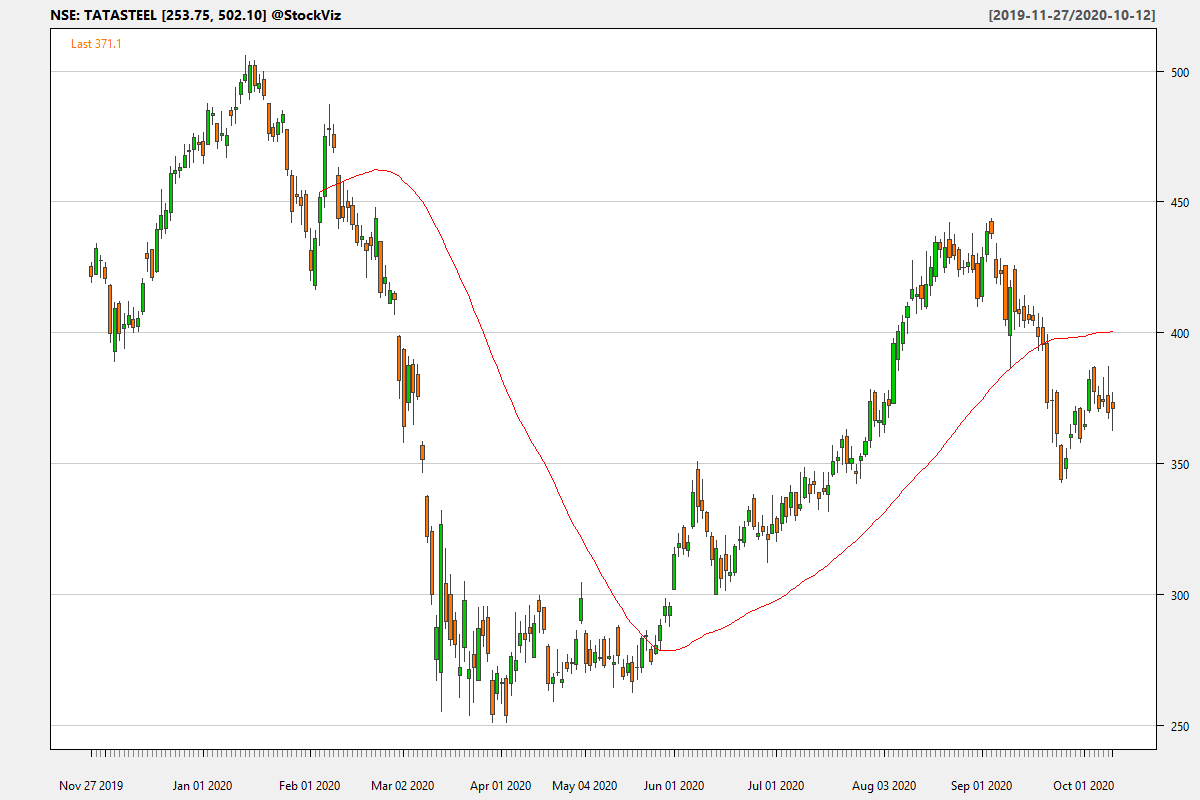 NSE: TATASTEEL [253.75, 502.10] @StockViz
[2019-11-27/2020-10-12]
Last 371.1
500
450
400
350
300
250
Nov 27 2019
Jan 01 2020
Feb 01 2020
Mar 02 2020
Apr 01 2020
May 04 2020
Jun 01 2020
Jul 01 2020
Aug 03 2020
Sep 01 2020
Oct 01 2020